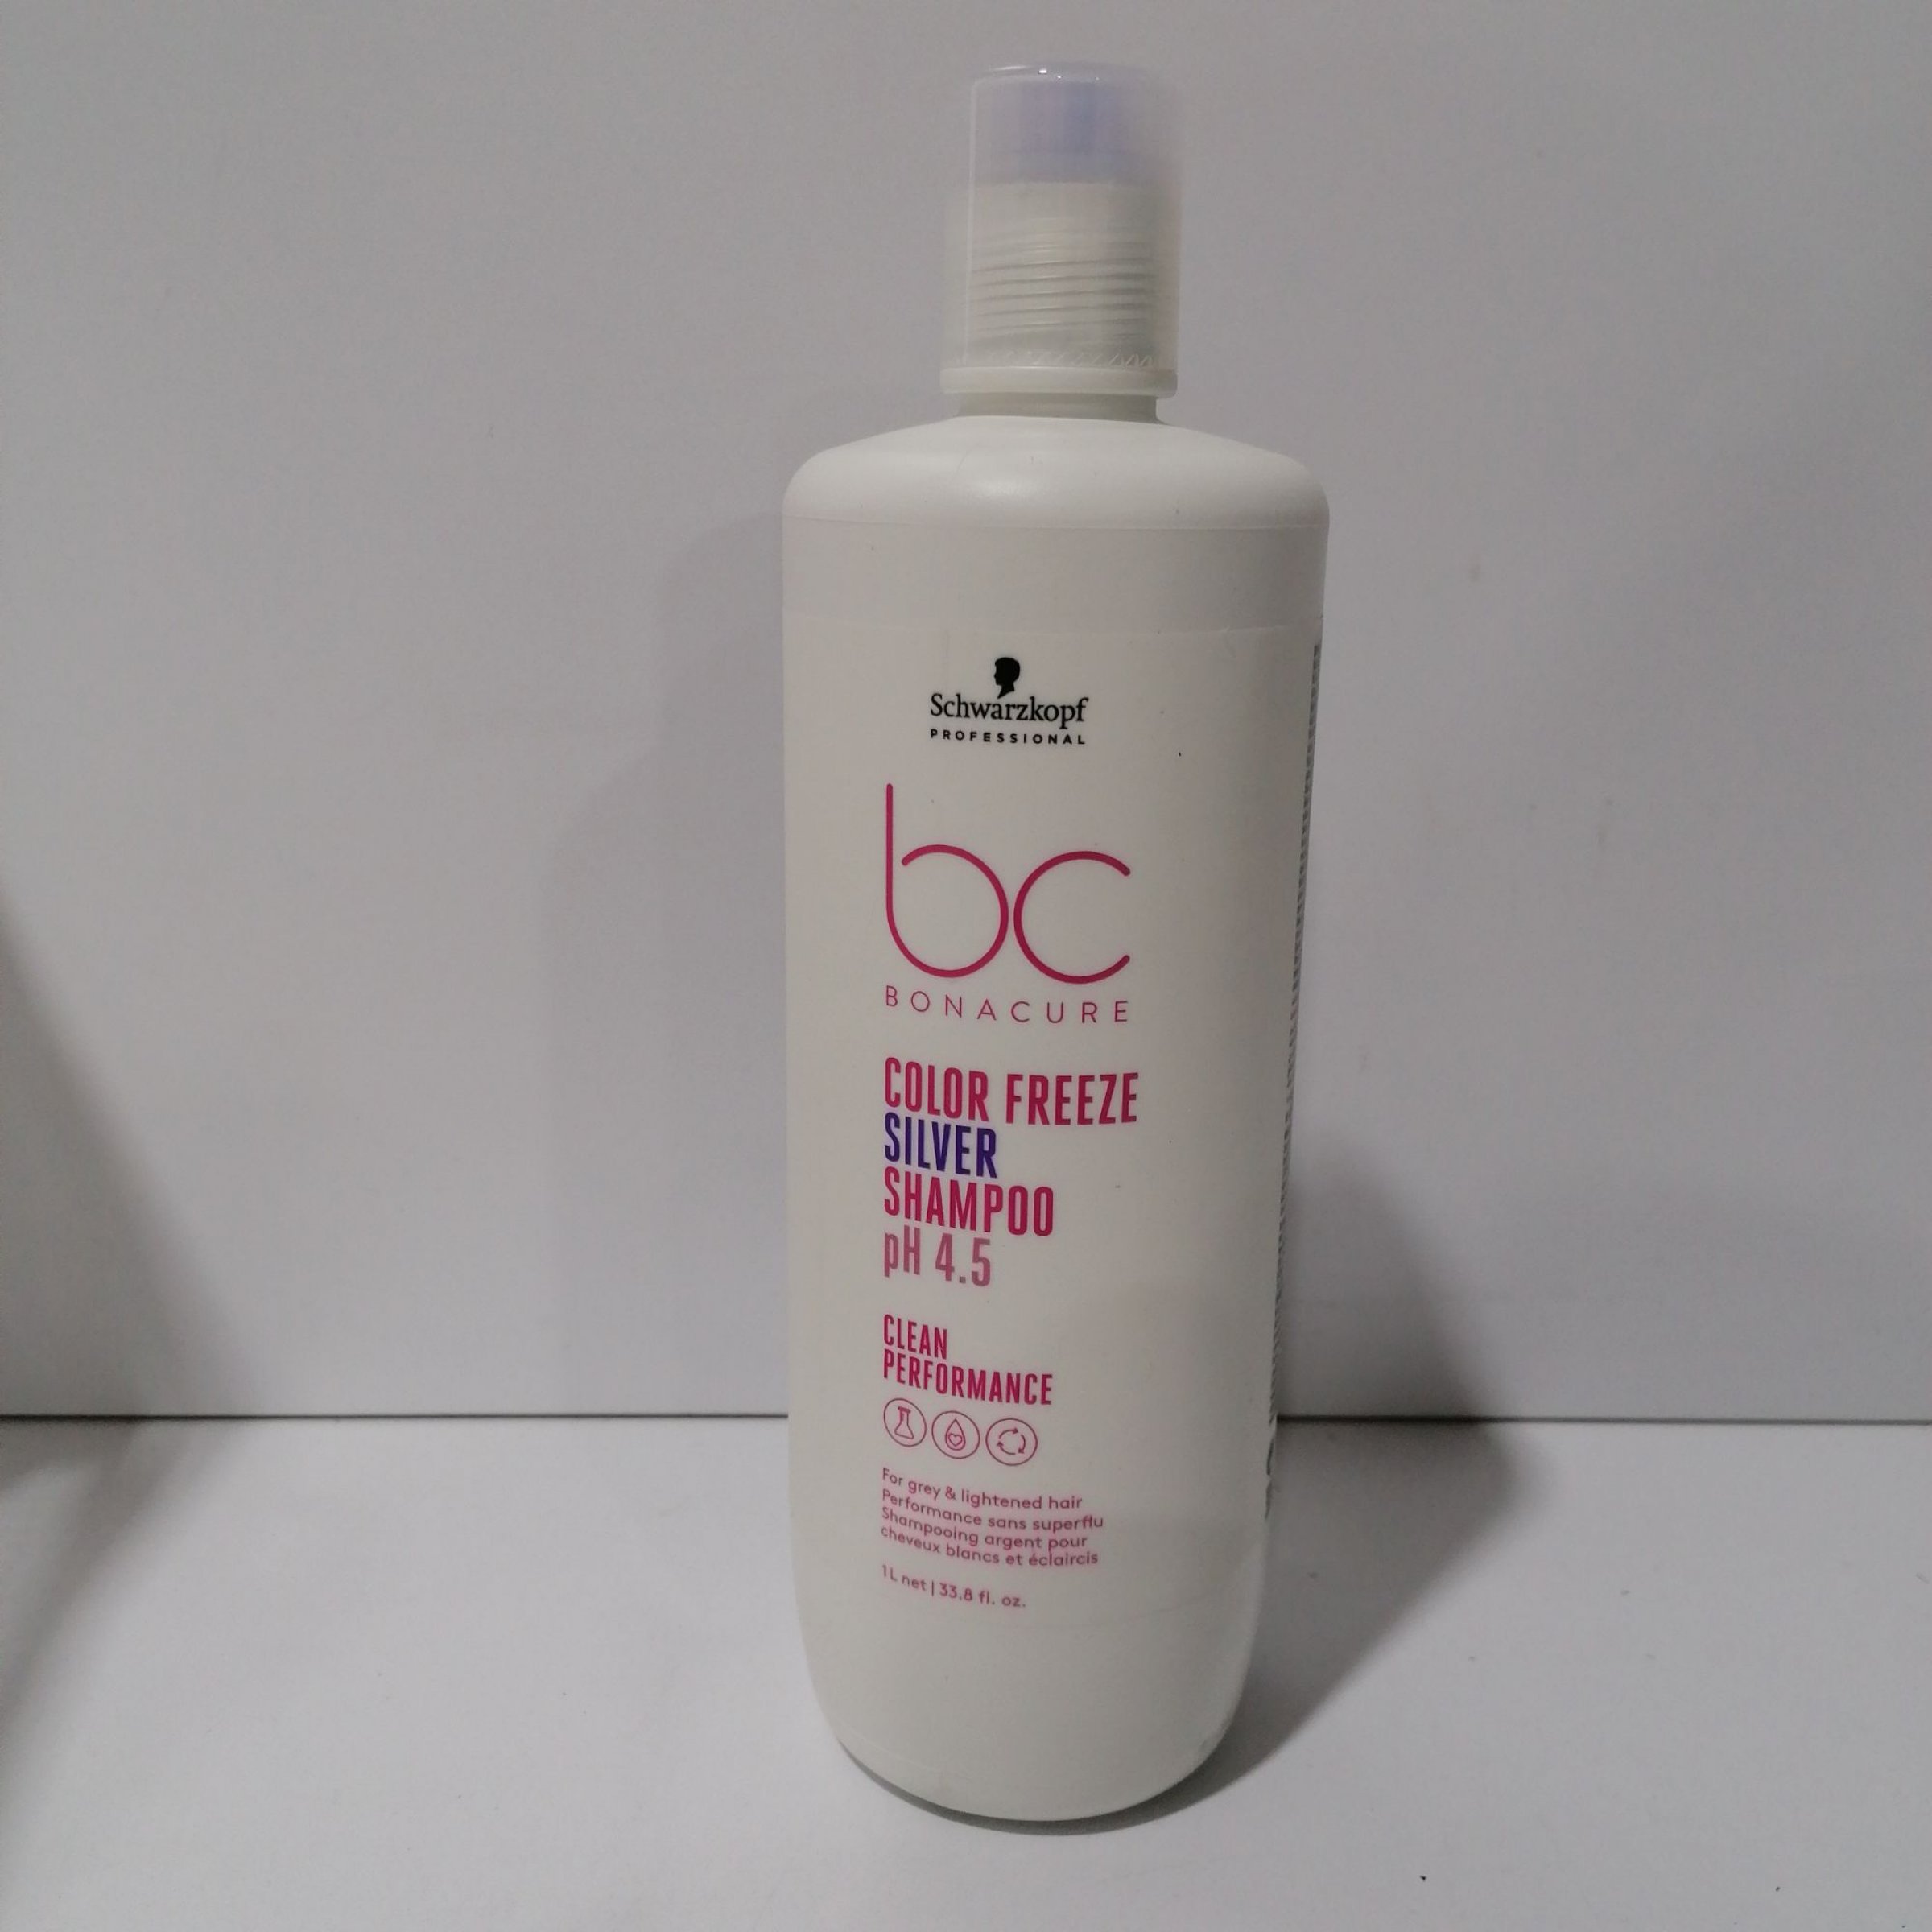 Schwarzkopf
PROFESSIONAL
bc
BONACURE
COLOR FREEZE
SILVER
SHAMPOO
pH 4.5
CLEAN
PERFORMANCE
For grey & lightened hair
Performance sans superflu
Shampooing argent pour
cheveux blancs et éclaircis
1 L net | 33.8 fl. oz.